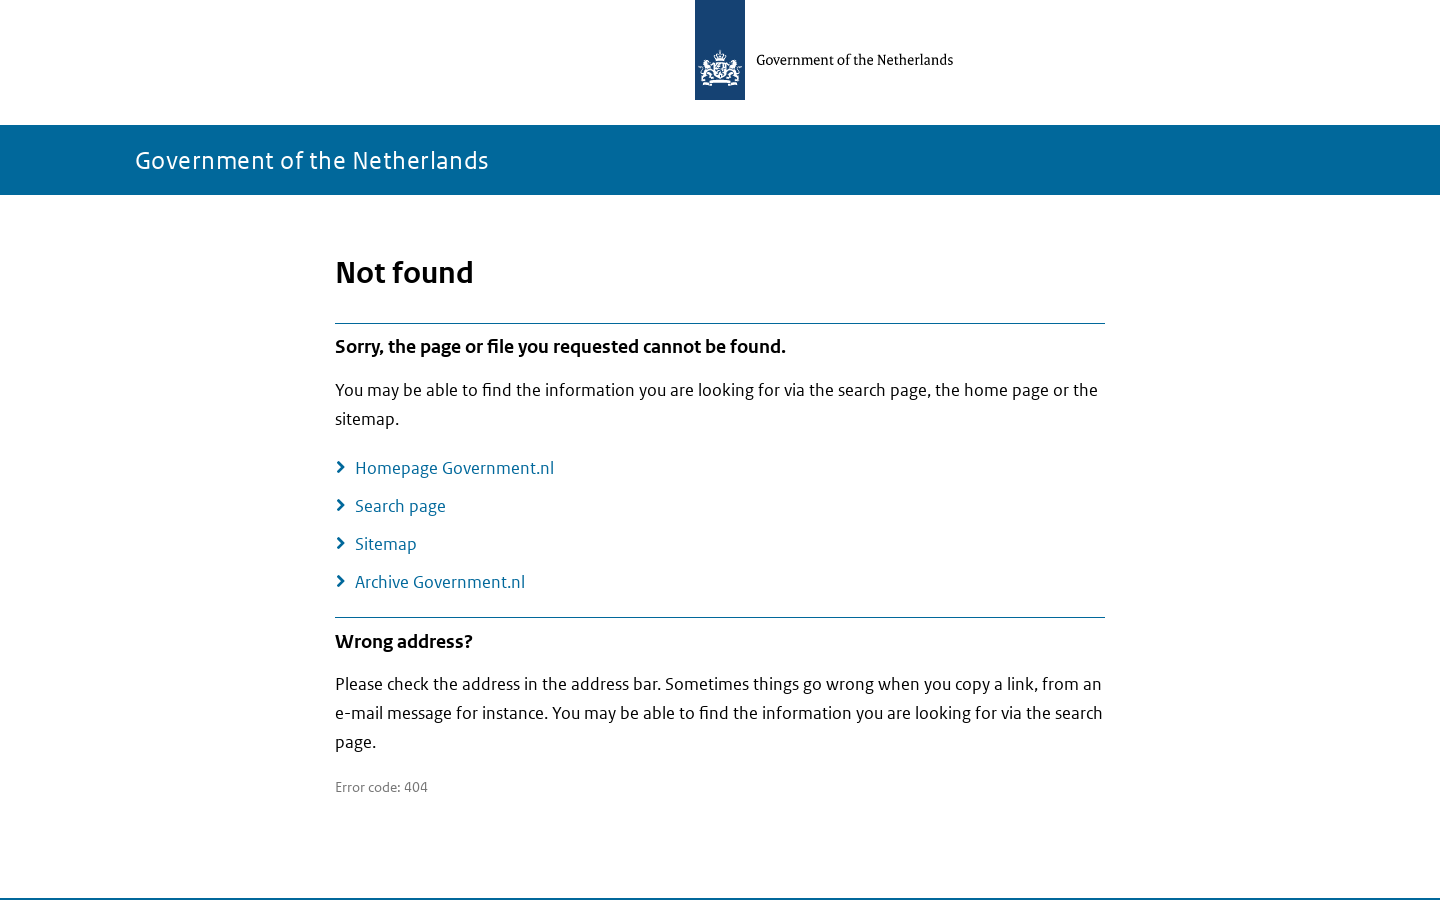 Government of the Netherlands
Government of the Netherlands
Not found
Sorry, the page or file you requested cannot be found.
You may be able to find the information you are looking for via the search page, the home page or the
sitemap.
Homepage Government.nl
Search page
Sitemap
Archive Government.nl
Wrong address?
Please check the address in the address bar. Sometimes things go wrong when you copy a link, from an
e-mail message for instance. You may be able to find the information you are looking for via the search
page.
Error code: 404